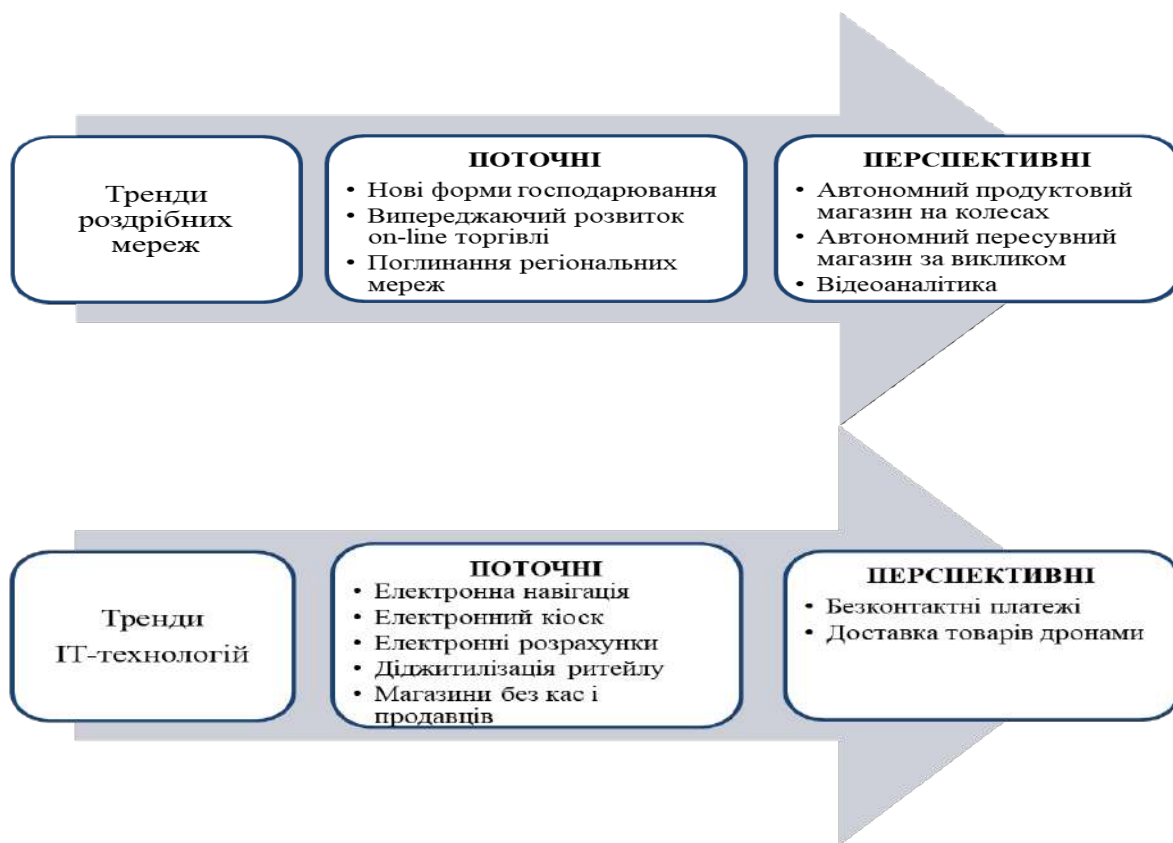 Тренди
роздрібних
мереж
ПОТОЧНІ
• Нові форми господарювання
• Випереджаючий розвиток
on-line торгівлі
• Поглинання регіональних
мереж
ПЕРСПЕКТИВНІ
• Автономний продуктовий
магазин на колесах
• Автономний пересувний
магазин за викликом
• Відеоаналітика
Тренди
ІТ-технологій
ПОТОЧНІ
• Електронна навігація
• Електронний кіоск
• Електронні розрахунки
• Діджитилізація ритейлу
• Магазини без кас і
продавців
ПЕРСПЕКТИВНІ
• Безконтактні платежі
• Доставка товарів дронами